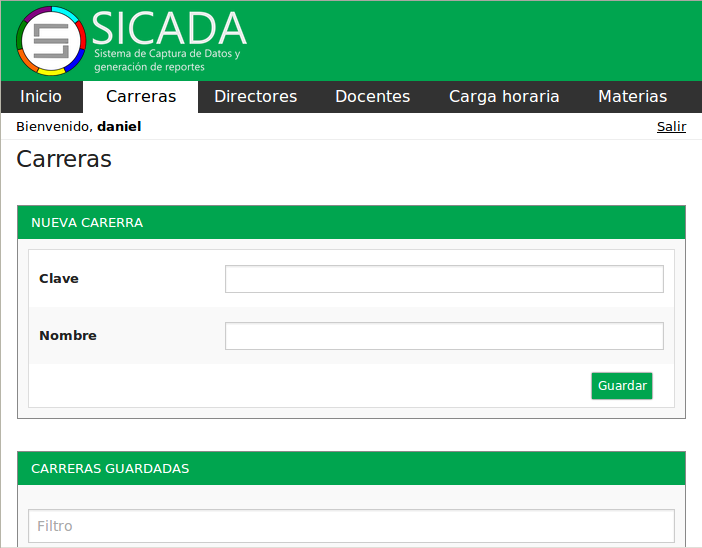 SICADA
Sistema de Captura de Datos y
generación de reportes
Inicio Carreras Directores Docentes Carga horaria Materias
Bienvenido, daniel Salir
Carreras
NUEVA CARERRA
Clave
Nombre
Guardar
CARRERAS GUARDADAS
Filtro